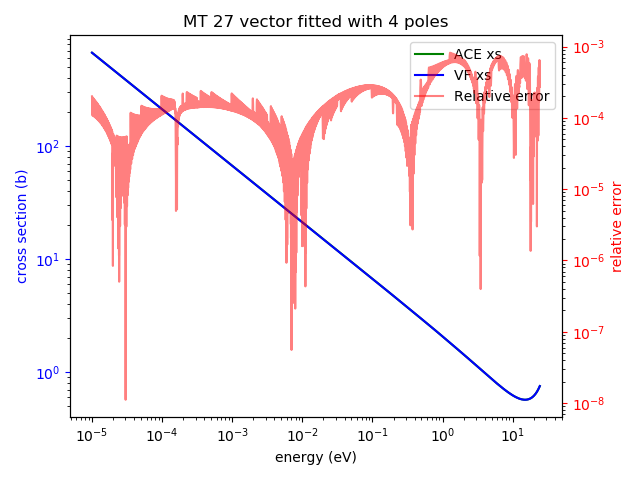 MT 27 vector fitted with 4 poles
ACE xs
VF xs
Relative error
cross section (b)
10^2
10^1
10^0
10^-3
10^-4
10^-5
10^-6
10^-7
10^-8
relative error
10^-5 10^-4 10^-3 10^-2 10^-1 10^0 10^1
energy (eV)